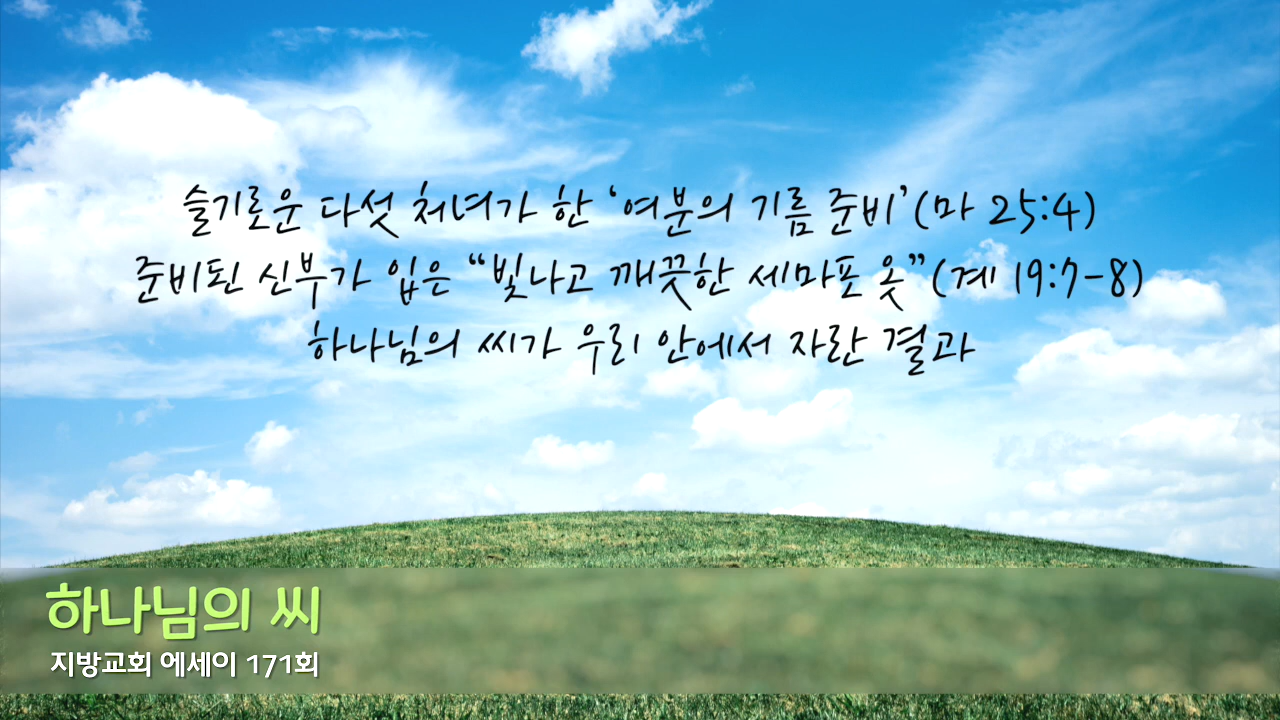 슬기로운 다섯 처녀가 한 ‘여분의 기름 준비’(마 25:4)
준비된 신부가 입은 “빛나고 깨끗한 세마포 옷”(계 19:7-8)
하나님의 씨가 우리 안에서 자란 결과
하나님의 씨
지방교회 에세이 171회